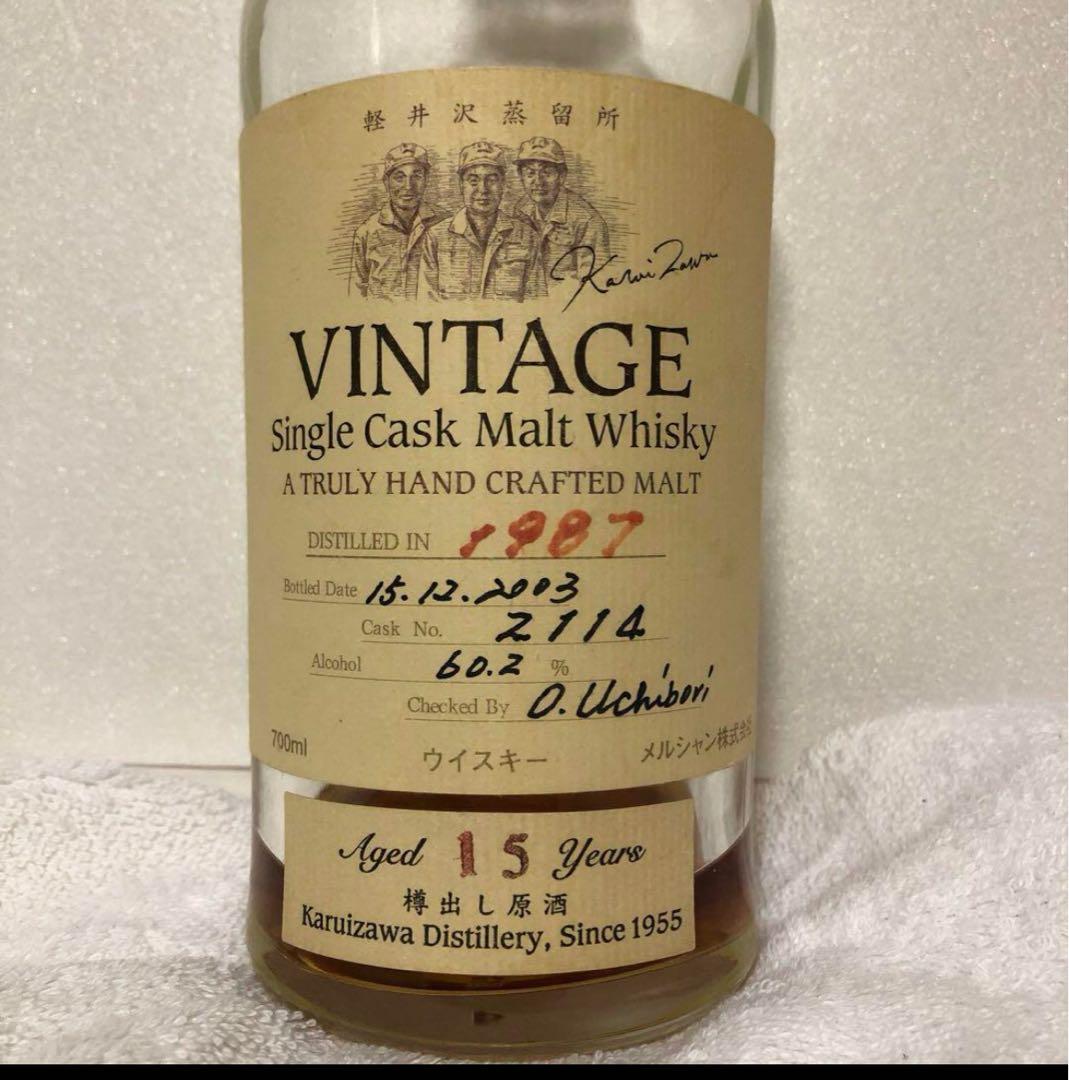 軽井沢蒸留所
KaruiZawa
VINTAGE
Single Cask Malt Whisky
A TRULY HAND CRAFTED MALT
DISTILLED IN 1987
Bottled Date 15.12.2003
Cask No. 2114
Alcohol 60.2 %
Checked By O. Uchibori
700ml ウイスキー メルシャン株式会社
Aged 15 Years
樽出し原酒
Karuizawa Distillery, Since 1955